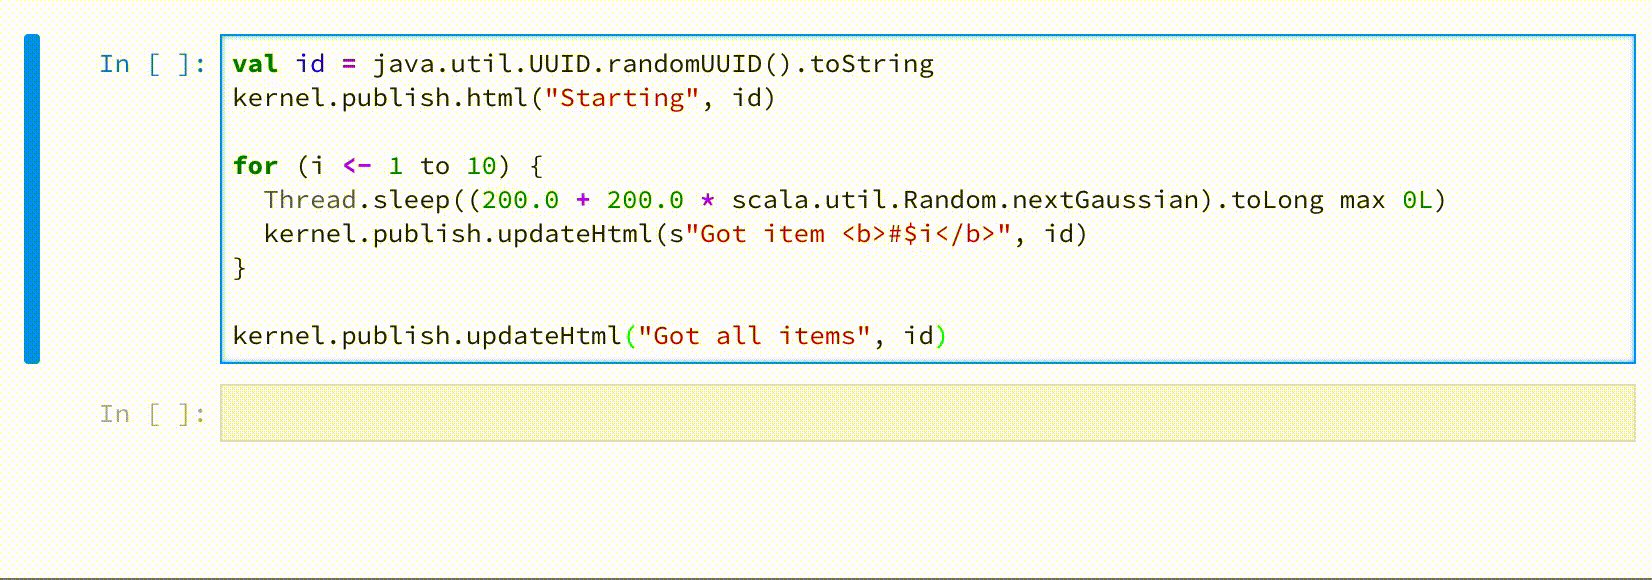 In [ ]: val id = java.util.UUID.randomUUID().toString
kernel.publish.html("Starting", id)
for (i <- 1 to 10) {
  Thread.sleep((200.0 + 200.0 * scala.util.Random.nextGaussian).toLong max 0L)
  kernel.publish.updateHtml(s"Got item <b>#$i</b>", id)
}
kernel.publish.updateHtml("Got all items", id)
In [ ]: